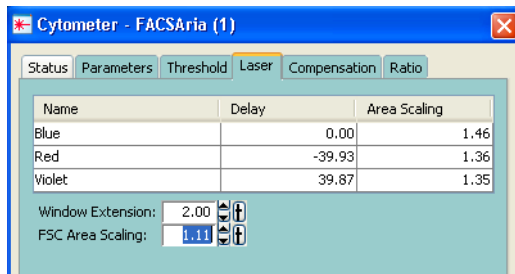 Cytometer - FACSAria (1)
Status Parameters Threshold Laser Compensation Ratio
Name Delay Area Scaling
Blue 0.00 1.46
Red -39.93 1.36
Violet 39.87 1.35
Window Extension: 2.00
FSC Area Scaling: 1.11